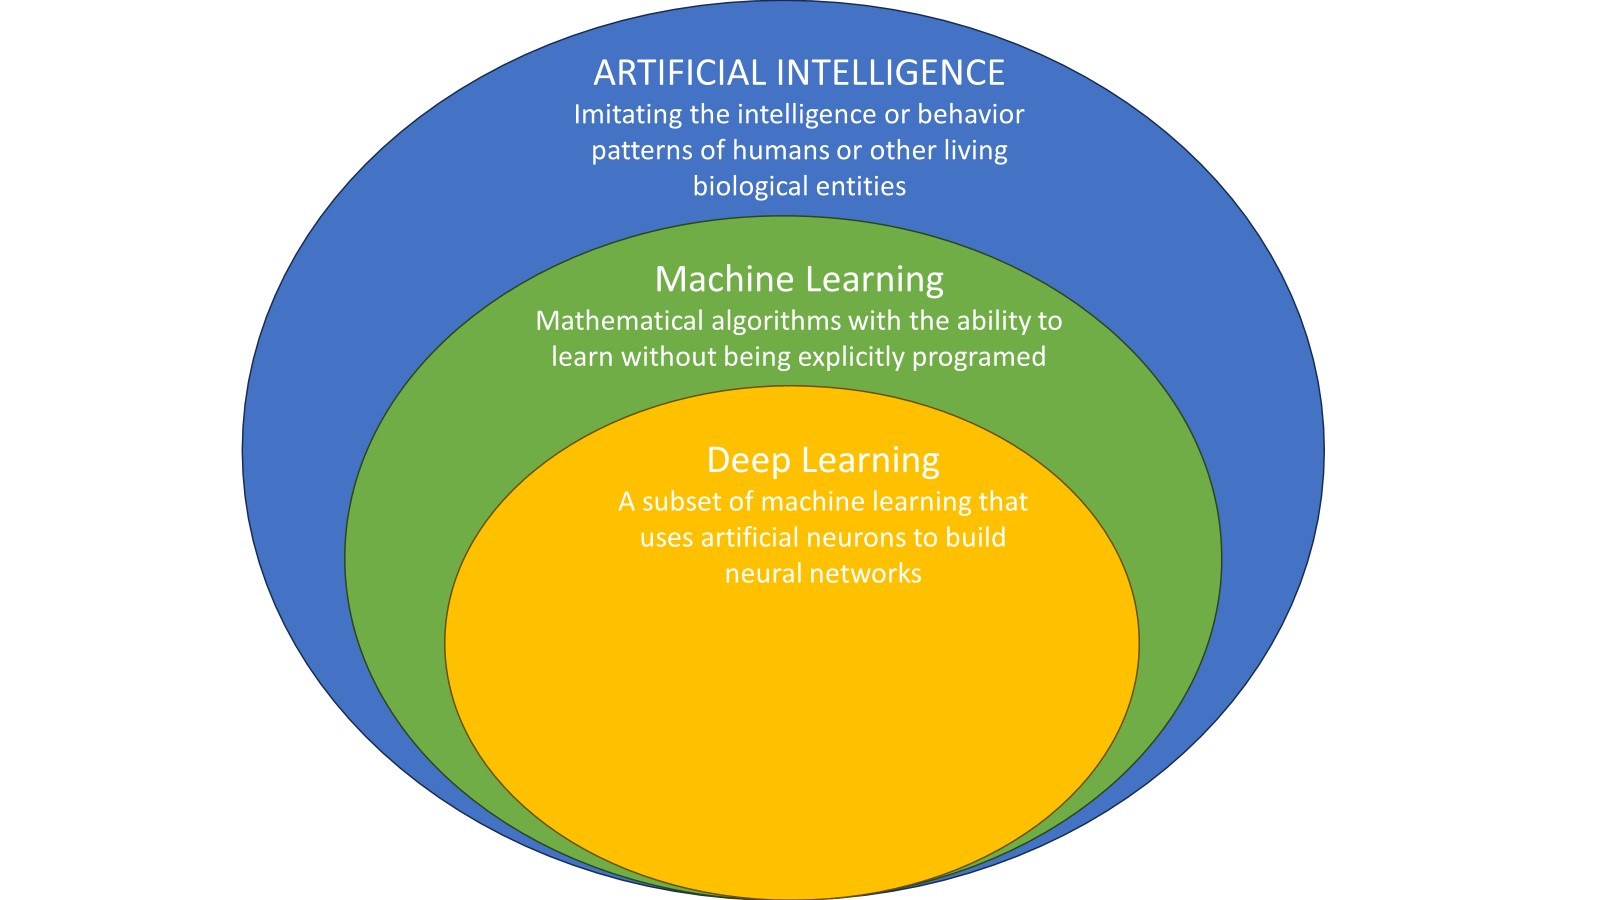 ARTIFICIAL INTELLIGENCE
Imitating the intelligence or behavior
patterns of humans or other living
biological entities
Machine Learning
Mathematical algorithms with the ability to
learn without being explicitly programed
Deep Learning
A subset of machine learning that
uses artificial neurons to build
neural networks